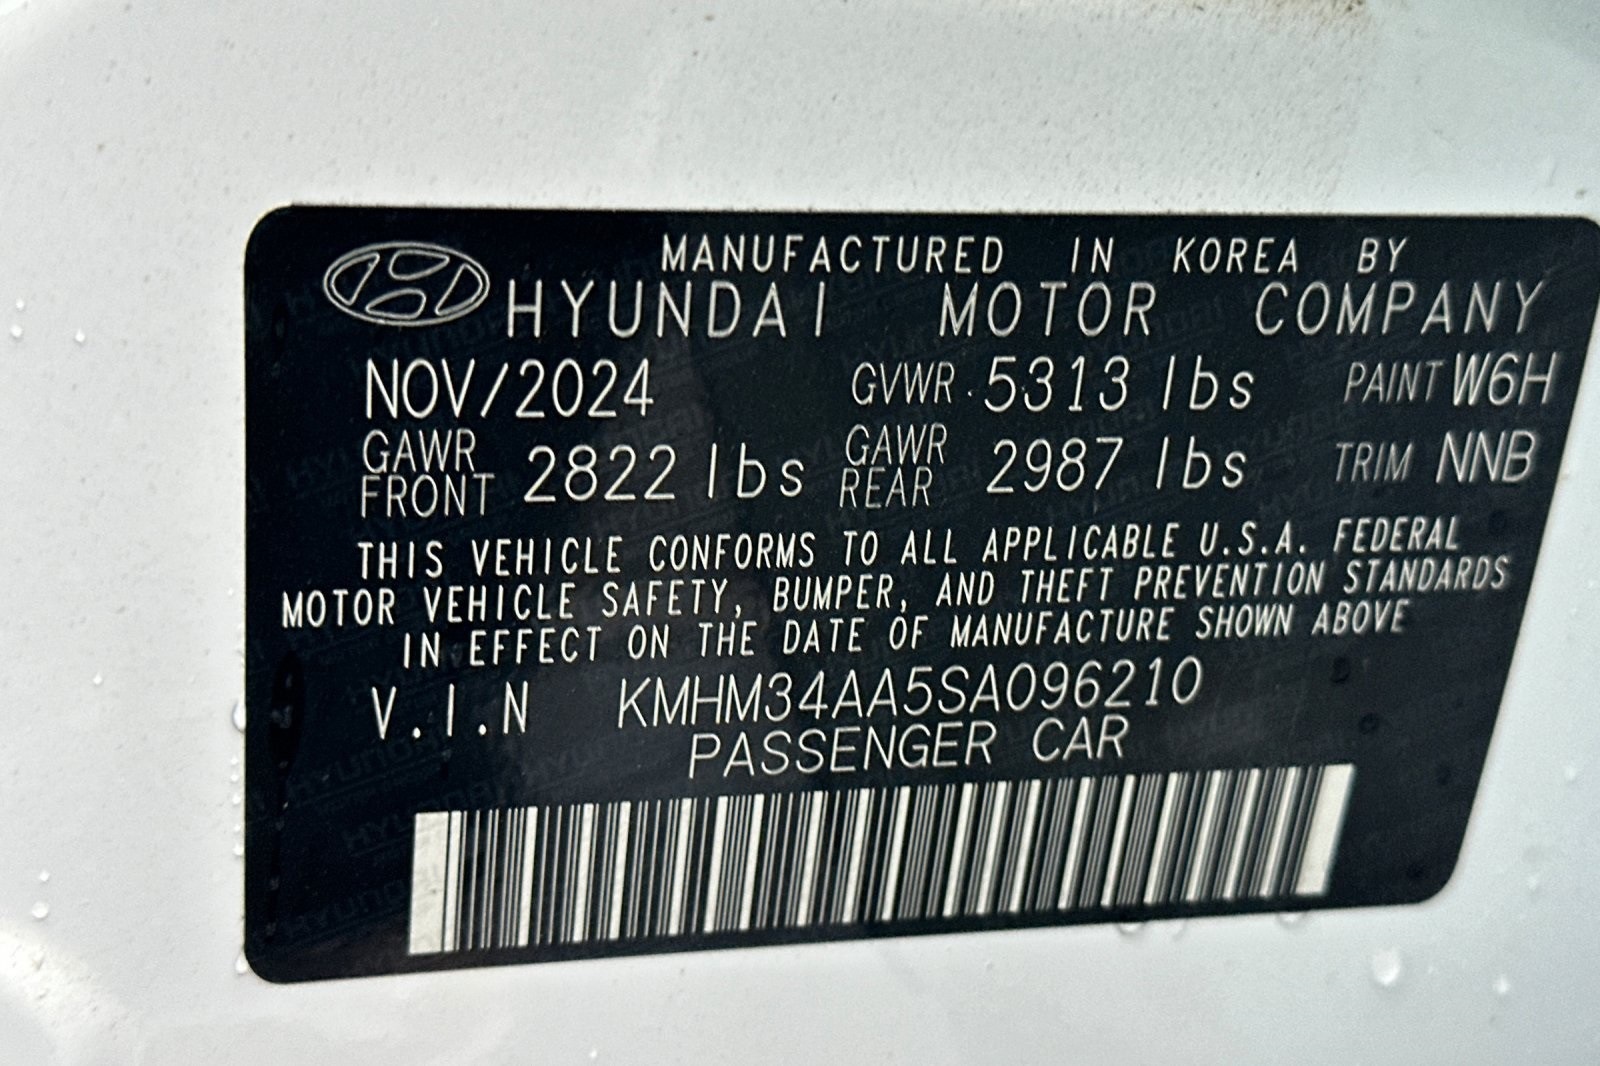 MANUFACTURED IN KOREA BY
HYUNDAI MOTOR COMPANY
NOV/2024 GVWR 5313 lbs PAINT W6H
GAWR FRONT 2822 lbs GAWR REAR 2987 lbs TRIM NNB
THIS VEHICLE CONFORMS TO ALL APPLICABLE U.S.A. FEDERAL
MOTOR VEHICLE SAFETY, BUMPER, AND THEFT PREVENTION STANDARDS
IN EFFECT ON THE DATE OF MANUFACTURE SHOWN ABOVE
V.I.N KMHM34AA5SA096210
PASSENGER CAR